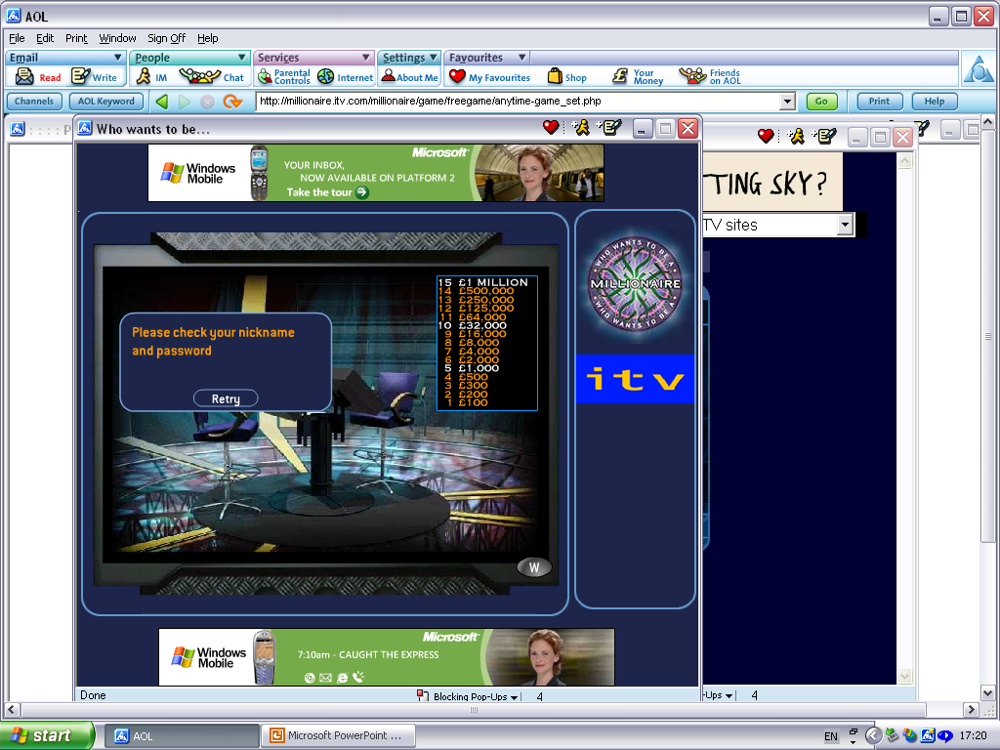 AOL
File Edit Print Window Sign Off Help
Email People Services Settings Favourites
Read Write IM Chat Parental Controls Internet About Me My Favourites Shop Your Money Friends on AOL
Channels AOL Keyword http://millionaire.itv.com/millionaire/game/freegame/anytime-game_set.php Go Print Help
Who wants to be...
Windows Mobile
YOUR INBOX,
NOW AVAILABLE ON PLATFORM 2
Take the tour
Microsoft
TTING SKY?
TV sites
WHO WANTS TO BE A
MILLIONAIRE
WHO WANTS TO BE A
itv
15 £1 MILLION
14 £500,000
13 £250,000
12 £125,000
11 £64,000
10 £32,000
9 £16,000
8 £8,000
7 £4,000
6 £2,000
5 £1,000
4 £500
3 £300
2 £200
1 £100
Please check your nickname
and password
Retry
W
Windows Mobile
7:10am - CAUGHT THE EXPRESS
Microsoft
Done Blocking Pop-Ups 4
-Ups 4
start AOL Microsoft PowerPoint ... EN 17:20